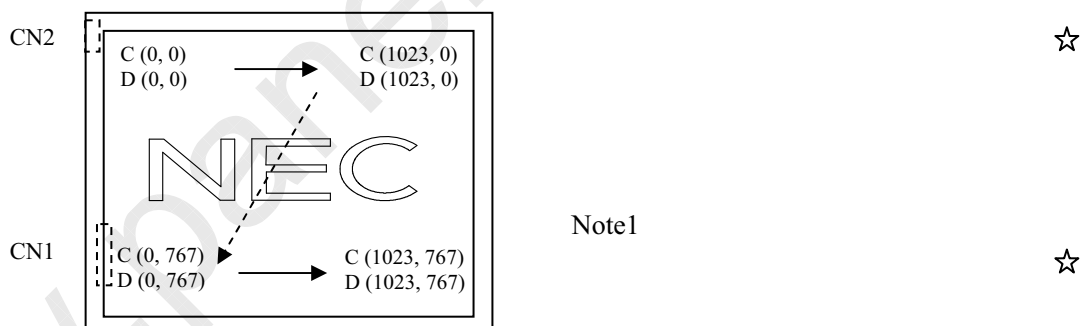 CN2
☆
C (0, 0) C (1023, 0)
D (0, 0) D (1023, 0)
NEC
Note1
CN1
C (0, 767) C (1023, 767)
D (0, 767) D (1023, 767)
☆